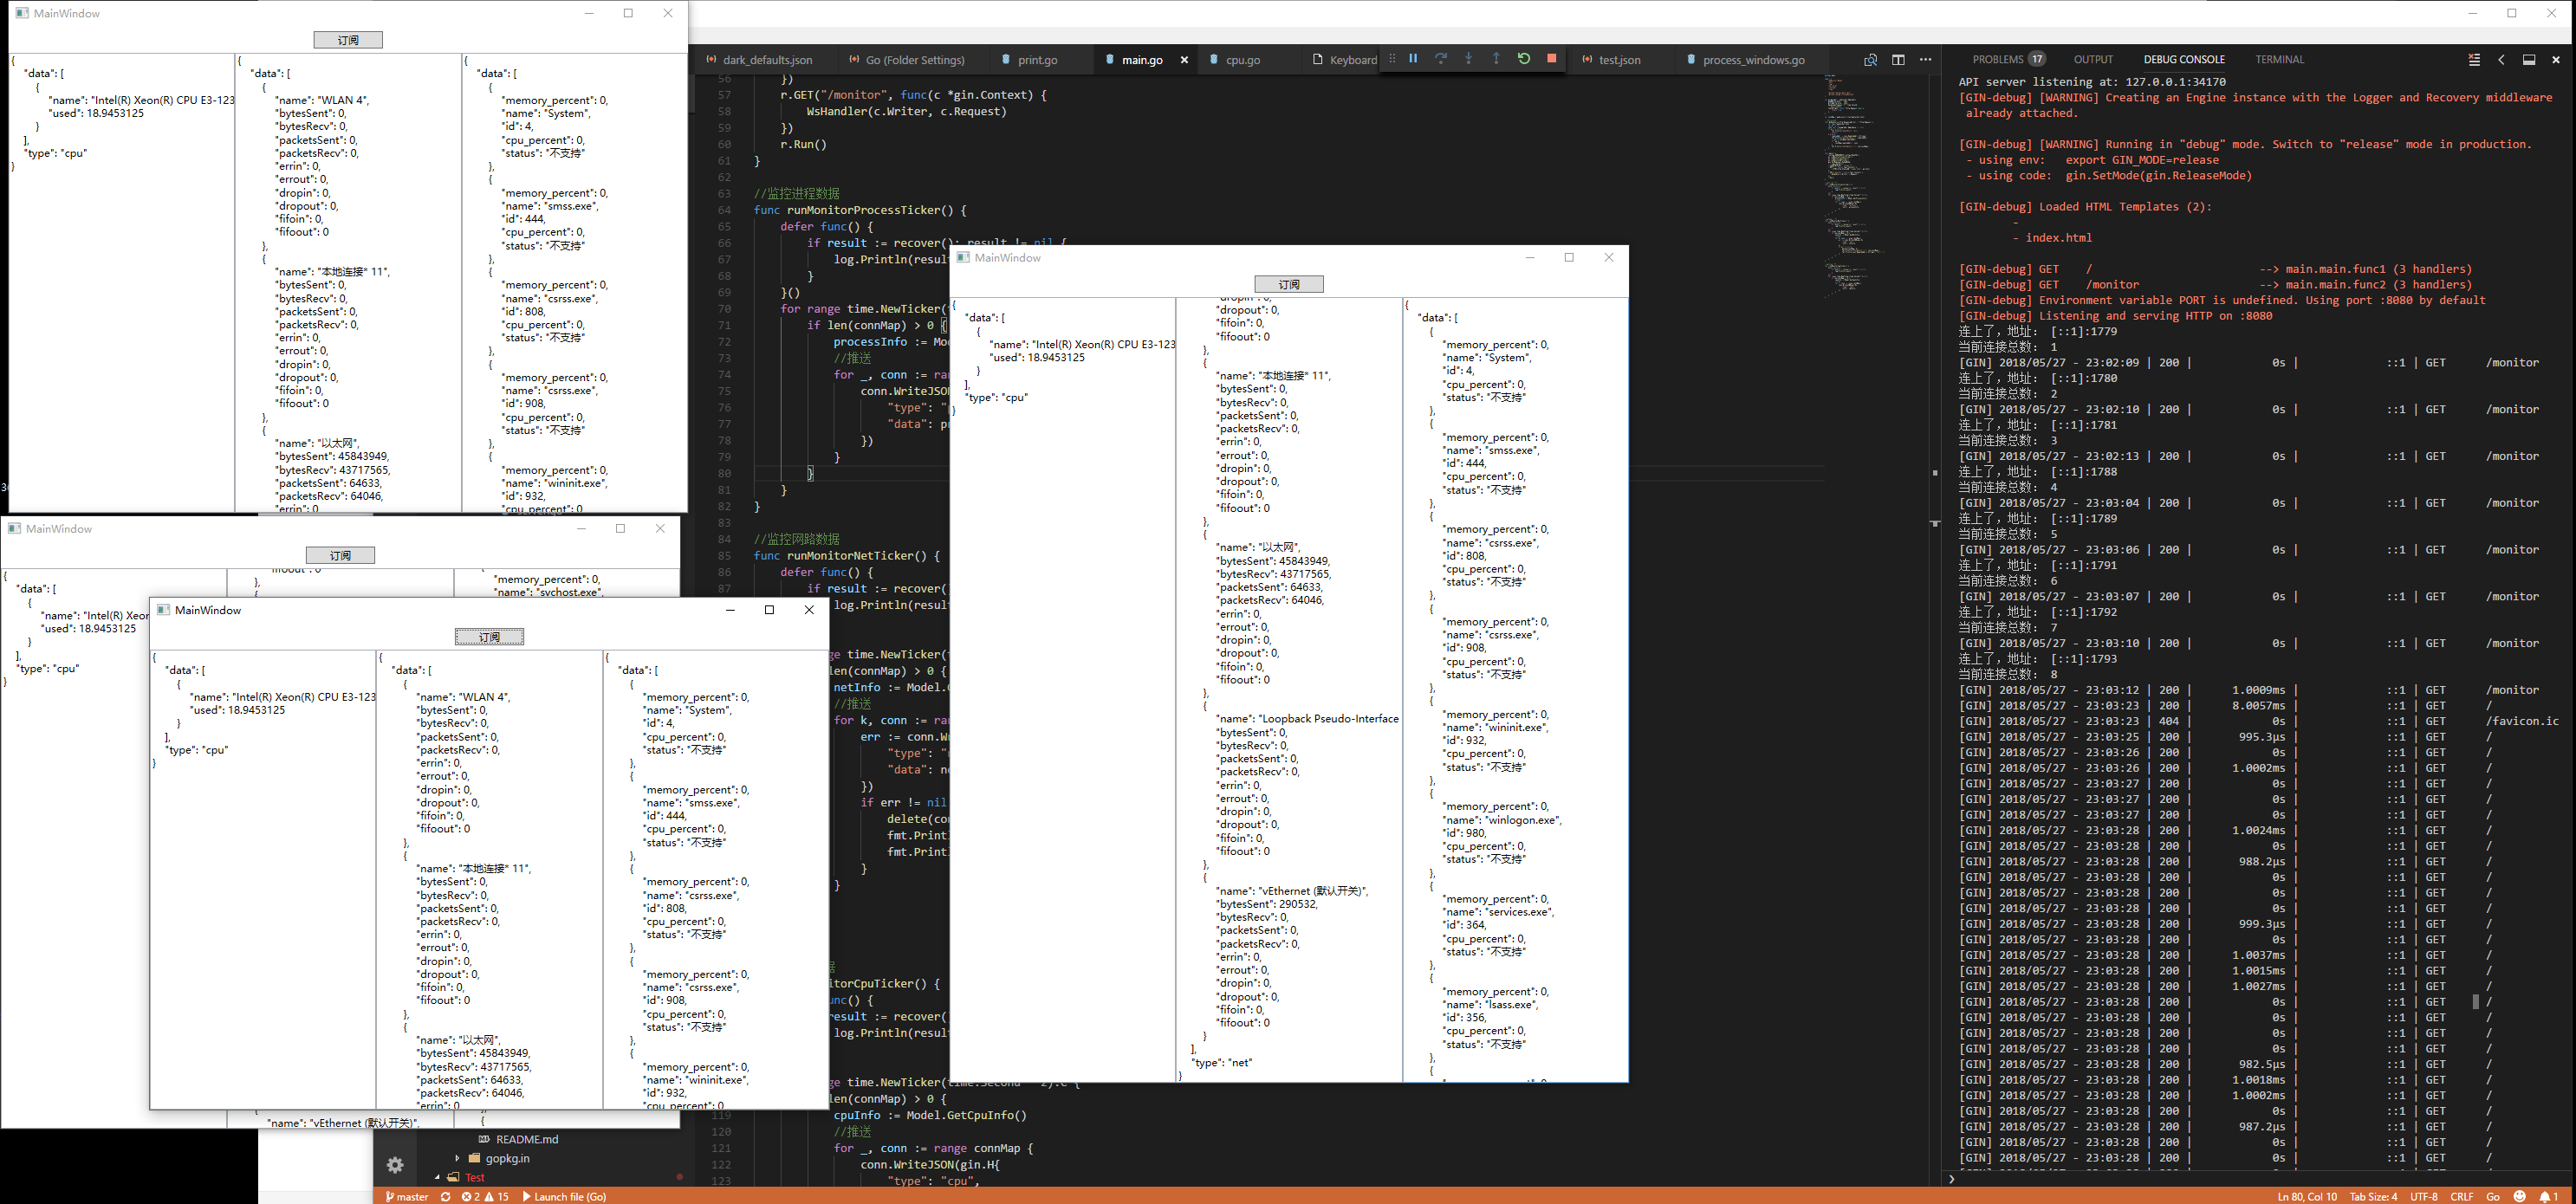 MainWindow
订阅
{
"data": [
{
"name": "Intel(R) Xeon(R) CPU E3-123
"used": 18.9453125
}
],
"type": "cpu"
}
{
"data": [
{
"name": "WLAN 4",
"bytesSent": 0,
"bytesRecv": 0,
"packetsSent": 0,
"packetsRecv": 0,
"errin": 0,
"errout": 0,
"dropin": 0,
"dropout": 0,
"fifoin": 0,
"fifoout": 0
},
{
"name": "本地连接* 11",
"bytesSent": 0,
"bytesRecv": 0,
"packetsSent": 0,
"packetsRecv": 0,
"errin": 0,
"errout": 0,
"dropin": 0,
"dropout": 0,
"fifoin": 0,
"fifoout": 0
},
{
"name": "以太网",
"bytesSent": 45843949,
"bytesRecv": 43717565,
"packetsSent": 64633,
"packetsRecv": 64046,
"errin": 0
{
"data": [
{
"memory_percent": 0,
"name": "System",
"id": 4,
"cpu_percent": 0,
"status": "不支持"
},
{
"memory_percent": 0,
"name": "smss.exe",
"id": 444,
"cpu_percent": 0,
"status": "不支持"
},
{
"memory_percent": 0,
"name": "csrss.exe",
"id": 808,
"cpu_percent": 0,
"status": "不支持"
},
{
"memory_percent": 0,
"name": "csrss.exe",
"id": 908,
"cpu_percent": 0,
"status": "不支持"
},
{
"memory_percent": 0,
"name": "wininit.exe",
"id": 932,
"cpu_percent": 0
MainWindow
订阅
{
"data": [
{
"name": "Intel(R) Xeo
"used": 18.9453125
}
],
"type": "cpu"
}
"memory_percent": 0,
"name": "svchost.exe",
"name": "vEthernet (默认开关)",
MainWindow
订阅
{
"data": [
{
"name": "Intel(R) Xeon(R) CPU E3-123
"used": 18.9453125
}
],
"type": "cpu"
}
{
"data": [
{
"name": "WLAN 4",
"bytesSent": 0,
"bytesRecv": 0,
"packetsSent": 0,
"packetsRecv": 0,
"errin": 0,
"errout": 0,
"dropin": 0,
"dropout": 0,
"fifoin": 0,
"fifoout": 0
},
{
"name": "本地连接* 11",
"bytesSent": 0,
"bytesRecv": 0,
"packetsSent": 0,
"packetsRecv": 0,
"errin": 0,
"errout": 0,
"dropin": 0,
"dropout": 0,
"fifoin": 0,
"fifoout": 0
},
{
"name": "以太网",
"bytesSent": 45843949,
"bytesRecv": 43717565,
"packetsSent": 64633,
"packetsRecv": 64046,
"errin": 0
{
"data": [
{
"memory_percent": 0,
"name": "System",
"id": 4,
"cpu_percent": 0,
"status": "不支持"
},
{
"memory_percent": 0,
"name": "smss.exe",
"id": 444,
"cpu_percent": 0,
"status": "不支持"
},
{
"memory_percent": 0,
"name": "csrss.exe",
"id": 808,
"cpu_percent": 0,
"status": "不支持"
},
{
"memory_percent": 0,
"name": "csrss.exe",
"id": 908,
"cpu_percent": 0,
"status": "不支持"
},
{
"memory_percent": 0,
"name": "wininit.exe",
"id": 932,
"cpu_percent": 0
README.md
gopkg.in
Test
dark_defaults.json
Go (Folder Settings)
print.go
main.go
cpu.go
Keyboard
test.json
process_windows.go
56 })
57 r.GET("/monitor", func(c *gin.Context) {
58 WsHandler(c.Writer, c.Request)
59 })
60 r.Run()
61 }
62
63 //监控进程数据
64 func runMonitorProcessTicker() {
65 defer func() {
66 if result := recover(); result != nil {
67 log.Println(resul
68 }
69 }()
70 for range time.NewTicker(
71 if len(connMap) > 0 {
72 processInfo := Mod
73 //推送
74 for _, conn := ran
75 conn.WriteJSON
76 "type": "
77 "data": pr
78 })
79 }
80 }
81 }
82 }
83
84 //监控网路数据
85 func runMonitorNetTicker() {
86 defer func() {
87 if result := recover()
log.Println(resul
ge time.NewTicker(
len(connMap) > 0 {
netInfo := Model.
//推送
for k, conn := ran
err := conn.Wr
"type": "
"data": ne
})
if err != nil
delete(co
fmt.Printl
fmt.Printl
}
}
据
itorCpuTicker() {
unc() {
result := recover()
log.Println(resul
ge time.NewTicker(time.Second * 2).C {
len(connMap) > 0 {
119 cpuInfo := Model.GetCpuInfo()
120 //推送
121 for _, conn := range connMap {
122 conn.WriteJSON(gin.H{
123 "type": "cpu",
MainWindow
订阅
{
"data": [
{
"name": "Intel(R) Xeon(R) CPU E3-123
"used": 18.9453125
}
],
"type": "cpu"
}
"dropin": 0,
"dropout": 0,
"fifoin": 0,
"fifoout": 0
},
{
"name": "本地连接* 11",
"bytesSent": 0,
"bytesRecv": 0,
"packetsSent": 0,
"packetsRecv": 0,
"errin": 0,
"errout": 0,
"dropin": 0,
"dropout": 0,
"fifoin": 0,
"fifoout": 0
},
{
"name": "以太网",
"bytesSent": 45843949,
"bytesRecv": 43717565,
"packetsSent": 64633,
"packetsRecv": 64046,
"errin": 0,
"errout": 0,
"dropin": 0,
"dropout": 0,
"fifoin": 0,
"fifoout": 0
},
{
"name": "Loopback Pseudo-Interface
"bytesSent": 0,
"bytesRecv": 0,
"packetsSent": 0,
"packetsRecv": 0,
"errin": 0,
"errout": 0,
"dropin": 0,
"dropout": 0,
"fifoin": 0,
"fifoout": 0
},
{
"name": "vEthernet (默认开关)",
"bytesSent": 290532,
"bytesRecv": 0,
"packetsSent": 0,
"packetsRecv": 0,
"errin": 0,
"errout": 0,
"dropin": 0,
"dropout": 0,
"fifoin": 0,
"fifoout": 0
}
],
"type": "net"
}
{
"data": [
{
"memory_percent": 0,
"name": "System",
"id": 4,
"cpu_percent": 0,
"status": "不支持"
},
{
"memory_percent": 0,
"name": "smss.exe",
"id": 444,
"cpu_percent": 0,
"status": "不支持"
},
{
"memory_percent": 0,
"name": "csrss.exe",
"id": 808,
"cpu_percent": 0,
"status": "不支持"
},
{
"memory_percent": 0,
"name": "csrss.exe",
"id": 908,
"cpu_percent": 0,
"status": "不支持"
},
{
"memory_percent": 0,
"name": "wininit.exe",
"id": 932,
"cpu_percent": 0,
"status": "不支持"
},
{
"memory_percent": 0,
"name": "winlogon.exe",
"id": 980,
"cpu_percent": 0,
"status": "不支持"
},
{
"memory_percent": 0,
"name": "services.exe",
"id": 364,
"cpu_percent": 0,
"status": "不支持"
},
{
"memory_percent": 0,
"name": "lsass.exe",
"id": 356,
"cpu_percent": 0,
"status": "不支持"
},
{
PROBLEMS 17 OUTPUT DEBUG CONSOLE TERMINAL
API server listening at: 127.0.0.1:34170
[GIN-debug] [WARNING] Creating an Engine instance with the Logger and Recovery middleware
already attached.
[GIN-debug] [WARNING] Running in "debug" mode. Switch to "release" mode in production.
- using env: export GIN_MODE=release
- using code: gin.SetMode(gin.ReleaseMode)
[GIN-debug] Loaded HTML Templates (2):
-
- index.html
[GIN-debug] GET / --> main.main.func1 (3 handlers)
[GIN-debug] GET /monitor --> main.main.func2 (3 handlers)
[GIN-debug] Environment variable PORT is undefined. Using port :8080 by default
[GIN-debug] Listening and serving HTTP on :8080
连上了，地址： [::1]:1779
当前连接总数： 1
[GIN] 2018/05/27 - 23:02:09 | 200 | 0s | ::1 | GET /monitor
连上了，地址： [::1]:1780
当前连接总数： 2
[GIN] 2018/05/27 - 23:02:10 | 200 | 0s | ::1 | GET /monitor
连上了，地址： [::1]:1781
当前连接总数： 3
[GIN] 2018/05/27 - 23:02:13 | 200 | 0s | ::1 | GET /monitor
连上了，地址： [::1]:1788
当前连接总数： 4
[GIN] 2018/05/27 - 23:03:04 | 200 | 0s | ::1 | GET /monitor
连上了，地址： [::1]:1789
当前连接总数： 5
[GIN] 2018/05/27 - 23:03:06 | 200 | 0s | ::1 | GET /monitor
连上了，地址： [::1]:1791
当前连接总数： 6
[GIN] 2018/05/27 - 23:03:07 | 200 | 0s | ::1 | GET /monitor
连上了，地址： [::1]:1792
当前连接总数： 7
[GIN] 2018/05/27 - 23:03:10 | 200 | 0s | ::1 | GET /monitor
连上了，地址： [::1]:1793
当前连接总数： 8
[GIN] 2018/05/27 - 23:03:12 | 200 | 1.0009ms | ::1 | GET /monitor
[GIN] 2018/05/27 - 23:03:23 | 200 | 8.0057ms | ::1 | GET /
[GIN] 2018/05/27 - 23:03:23 | 404 | 0s | ::1 | GET /favicon.ic
[GIN] 2018/05/27 - 23:03:25 | 200 | 995.3µs | ::1 | GET /
[GIN] 2018/05/27 - 23:03:26 | 200 | 0s | ::1 | GET /
[GIN] 2018/05/27 - 23:03:26 | 200 | 1.0002ms | ::1 | GET /
[GIN] 2018/05/27 - 23:03:27 | 200 | 0s | ::1 | GET /
[GIN] 2018/05/27 - 23:03:27 | 200 | 0s | ::1 | GET /
[GIN] 2018/05/27 - 23:03:27 | 200 | 0s | ::1 | GET /
[GIN] 2018/05/27 - 23:03:28 | 200 | 1.0024ms | ::1 | GET /
[GIN] 2018/05/27 - 23:03:28 | 200 | 0s | ::1 | GET /
[GIN] 2018/05/27 - 23:03:28 | 200 | 988.2µs | ::1 | GET /
[GIN] 2018/05/27 - 23:03:28 | 200 | 0s | ::1 | GET /
[GIN] 2018/05/27 - 23:03:28 | 200 | 0s | ::1 | GET /
[GIN] 2018/05/27 - 23:03:28 | 200 | 0s | ::1 | GET /
[GIN] 2018/05/27 - 23:03:28 | 200 | 999.3µs | ::1 | GET /
[GIN] 2018/05/27 - 23:03:28 | 200 | 0s | ::1 | GET /
[GIN] 2018/05/27 - 23:03:28 | 200 | 1.0037ms | ::1 | GET /
[GIN] 2018/05/27 - 23:03:28 | 200 | 1.0015ms | ::1 | GET /
[GIN] 2018/05/27 - 23:03:28 | 200 | 1.0027ms | ::1 | GET /
[GIN] 2018/05/27 - 23:03:28 | 200 | 0s | ::1 | GET /
[GIN] 2018/05/27 - 23:03:28 | 200 | 0s | ::1 | GET /
[GIN] 2018/05/27 - 23:03:28 | 200 | 0s | ::1 | GET /
[GIN] 2018/05/27 - 23:03:28 | 200 | 0s | ::1 | GET /
[GIN] 2018/05/27 - 23:03:28 | 200 | 982.5µs | ::1 | GET /
[GIN] 2018/05/27 - 23:03:28 | 200 | 1.0018ms | ::1 | GET /
[GIN] 2018/05/27 - 23:03:28 | 200 | 1.0002ms | ::1 | GET /
[GIN] 2018/05/27 - 23:03:28 | 200 | 0s | ::1 | GET /
[GIN] 2018/05/27 - 23:03:28 | 200 | 987.2µs | ::1 | GET /
[GIN] 2018/05/27 - 23:03:28 | 200 | 0s | ::1 | GET /
[GIN] 2018/05/27 - 23:03:28 | 200 | 0s | ::1 | GET /
master 2 15 Launch file (Go) Ln 80, Col 10 Tab Size: 4 UTF-8 CRLF Go 1